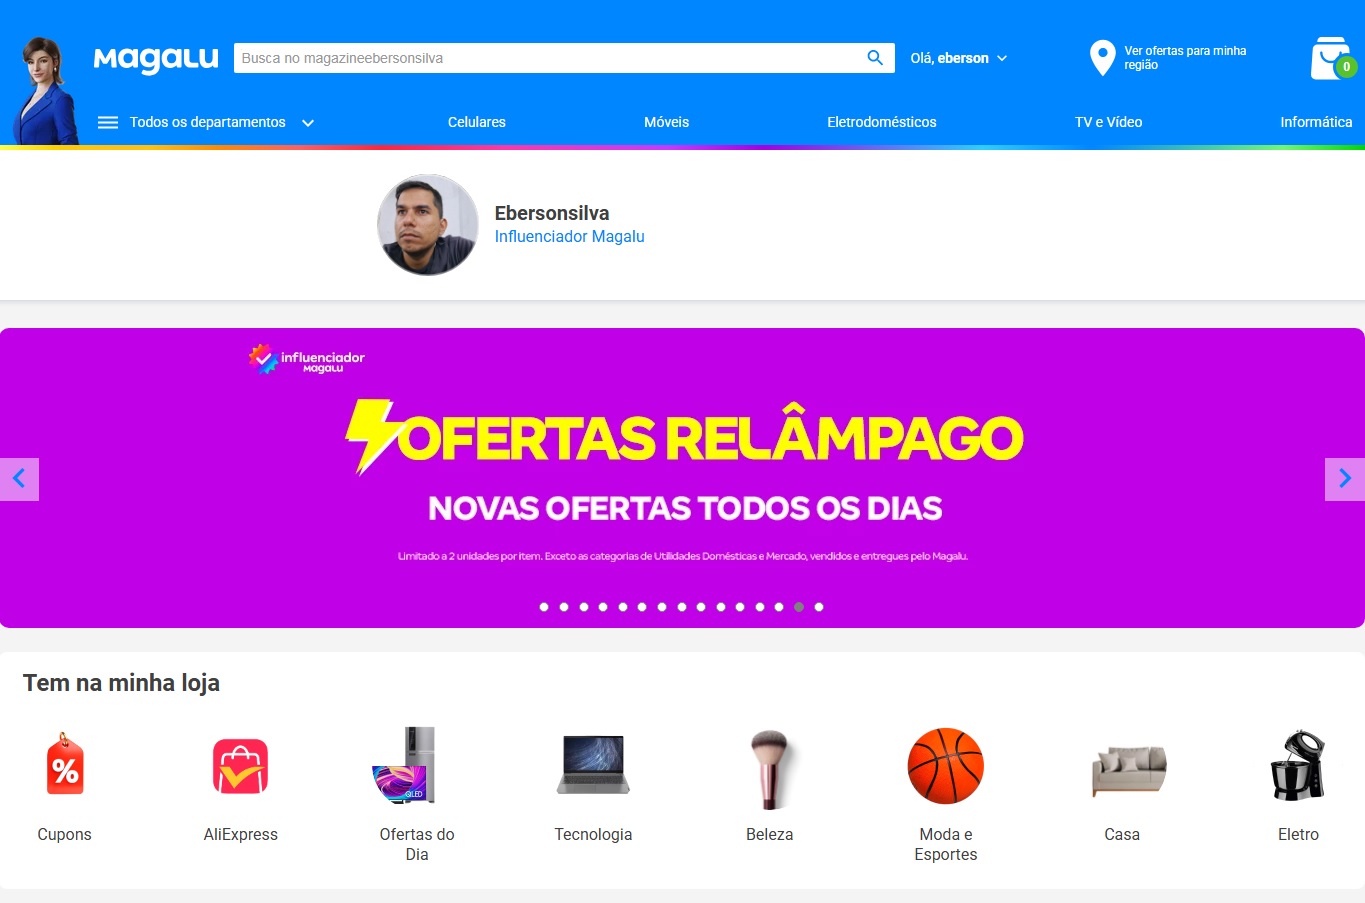 Magalu
Busca no magazineebersonsilva
Olá, eberson
Ver ofertas para minha
região
0
Todos os departamentos
Celulares
Móveis
Eletrodomésticos
TV e Vídeo
Informática
Ebersonsilva
Influenciador Magalu
influenciador
Magalu
OFERTAS RELÂMPAGO
NOVAS OFERTAS TODOS OS DIAS
Limitado a 2 unidades por item. Exceto as categorias de Utilidades Domésticas e Mercado, vendidos e entregues pelo Magalu.
Tem na minha loja
%
QLED
Cupons
AliExpress
Ofertas do
Dia
Tecnologia
Beleza
Moda e
Esportes
Casa
Eletro